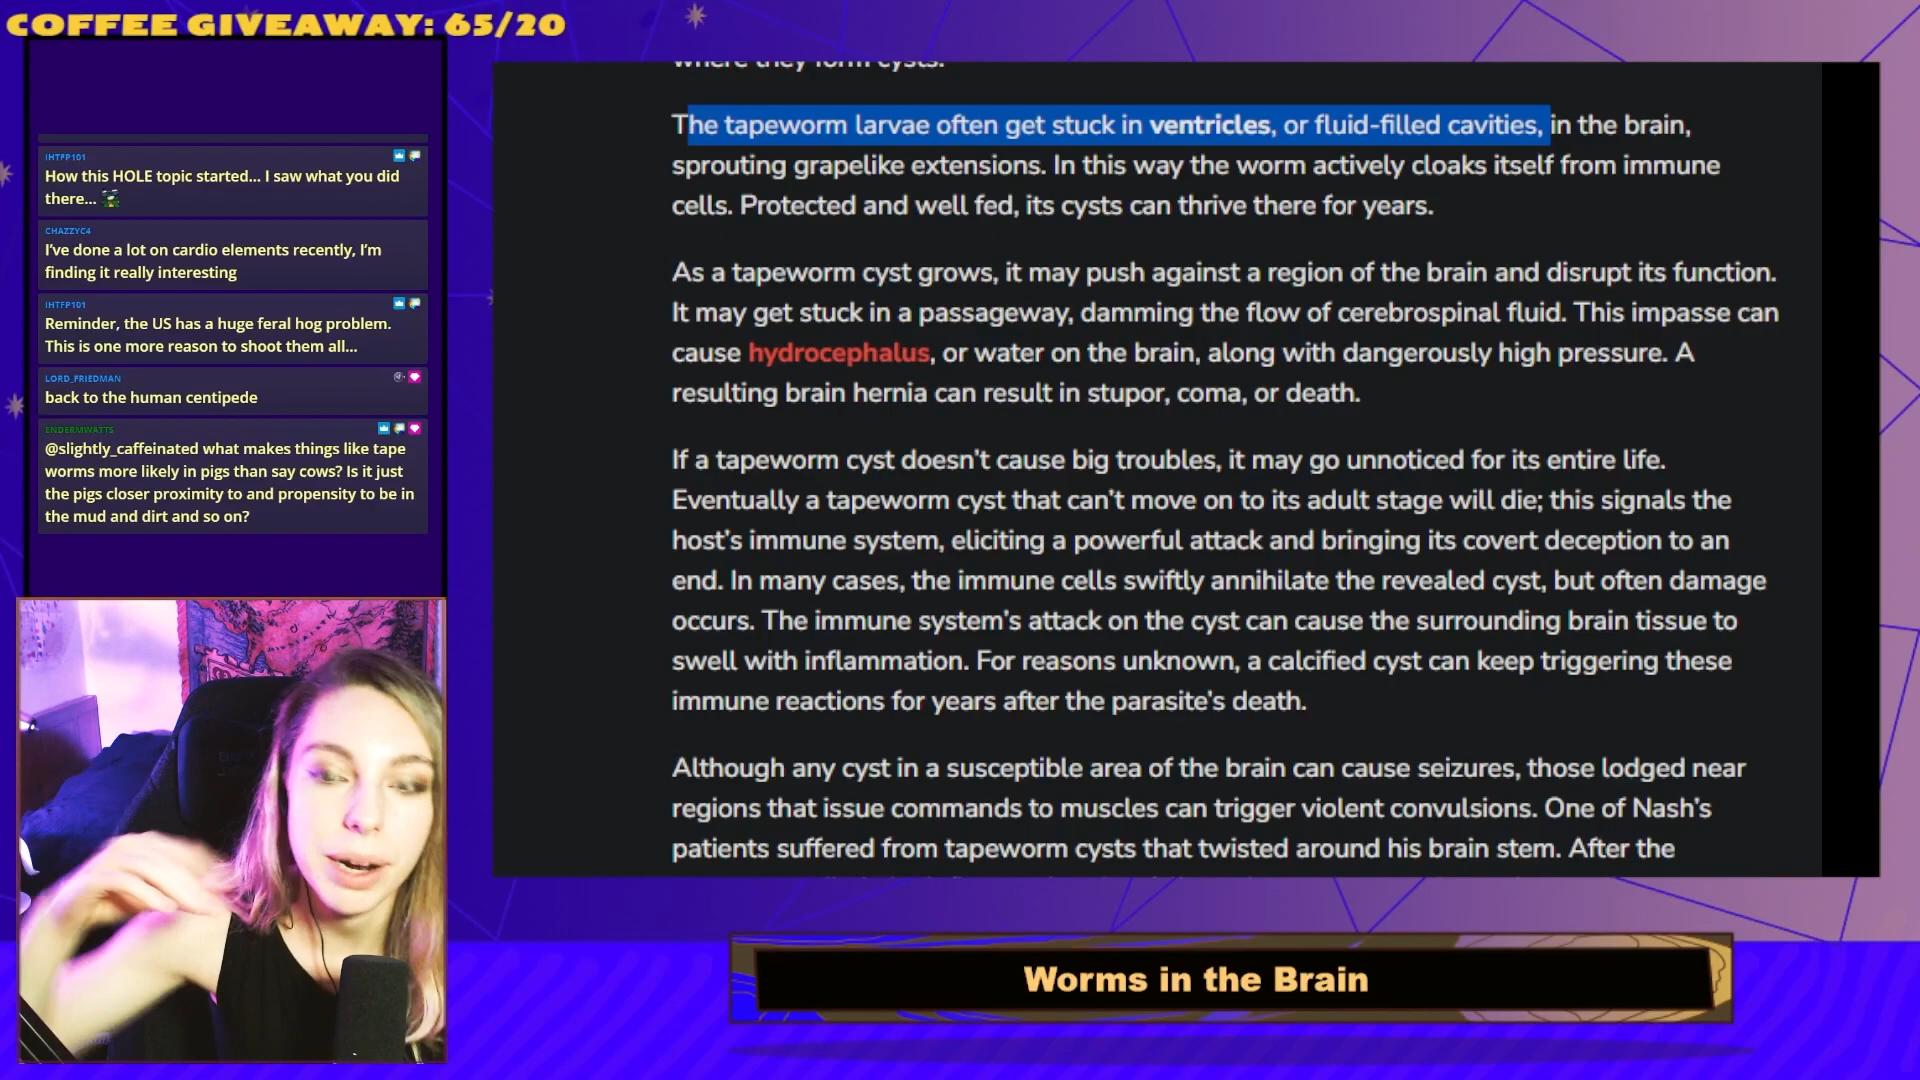 COFFEE GIVEAWAY: 65/20
IHTFP101
How this HOLE topic started... I saw what you did
there...
CHAZZYC4
I've done a lot on cardio elements recently, I'm
finding it really interesting
IHTFP101
Reminder, the US has a huge feral hog problem.
This is one more reason to shoot them all...
LORD_FRIEDMAN
back to the human centipede
ENDERMWATTS
@slightly_caffeinated what makes things like tape
worms more likely in pigs than say cows? Is it just
the pigs closer proximity to and propensity to be in
the mud and dirt and so on?
where they form cysts.
The tapeworm larvae often get stuck in ventricles, or fluid-filled cavities, in the brain,
sprouting grapelike extensions. In this way the worm actively cloaks itself from immune
cells. Protected and well fed, its cysts can thrive there for years.
As a tapeworm cyst grows, it may push against a region of the brain and disrupt its function.
It may get stuck in a passageway, damming the flow of cerebrospinal fluid. This impasse can
cause hydrocephalus, or water on the brain, along with dangerously high pressure. A
resulting brain hernia can result in stupor, coma, or death.
If a tapeworm cyst doesn't cause big troubles, it may go unnoticed for its entire life.
Eventually a tapeworm cyst that can't move on to its adult stage will die; this signals the
host's immune system, eliciting a powerful attack and bringing its covert deception to an
end. In many cases, the immune cells swiftly annihilate the revealed cyst, but often damage
occurs. The immune system's attack on the cyst can cause the surrounding brain tissue to
swell with inflammation. For reasons unknown, a calcified cyst can keep triggering these
immune reactions for years after the parasite's death.
Although any cyst in a susceptible area of the brain can cause seizures, those lodged near
regions that issue commands to muscles can trigger violent convulsions. One of Nash's
patients suffered from tapeworm cysts that twisted around his brain stem. After the
Worms in the Brain